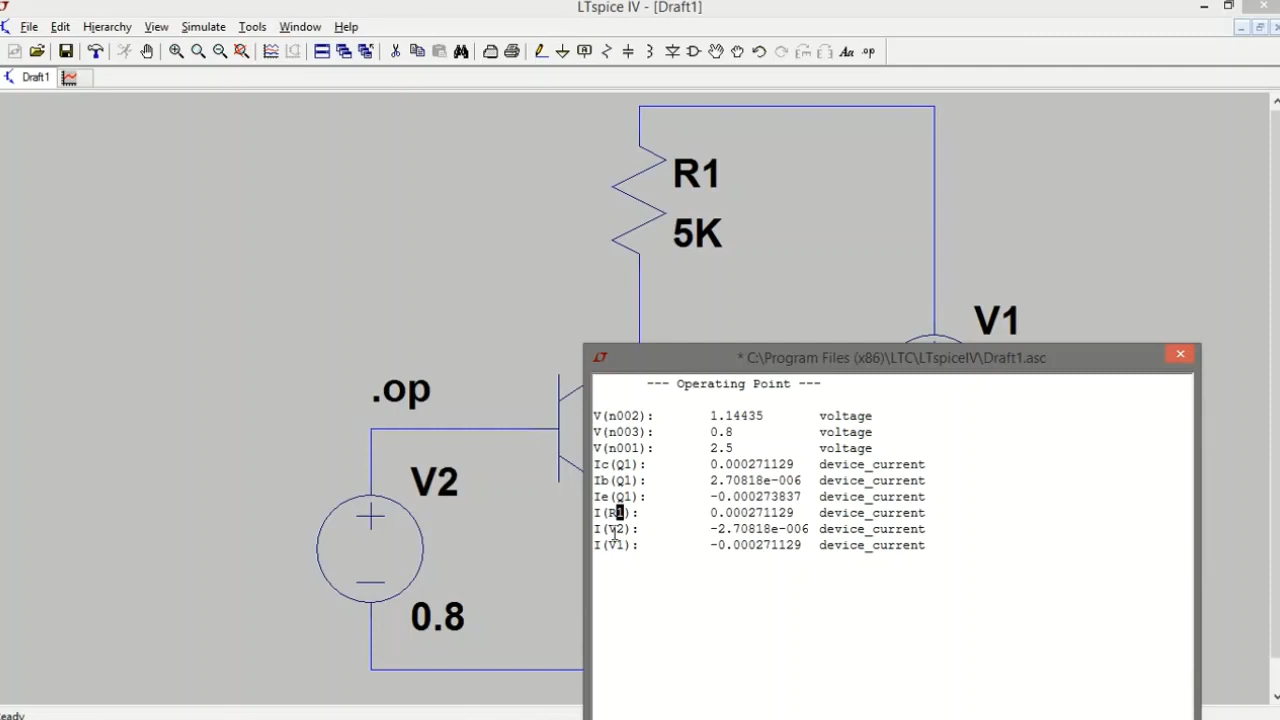 LTspice IV - [Draft1]
File Edit Hierarchy View Simulate Tools Window Help
Aa .op
Draft1
R1
5K
V1
.op
V2
0.8
* C:\Program Files (x86)\LTC\LTspiceIV\Draft1.asc
--- Operating Point ---
V(n002): 1.14435 voltage
V(n003): 0.8 voltage
V(n001): 2.5 voltage
Ic(Q1): 0.000271129 device_current
Ib(Q1): 2.70818e-006 device_current
Ie(Q1): -0.000273837 device_current
I(R1): 0.000271129 device_current
I(V2): -2.70818e-006 device_current
I(V1): -0.000271129 device_current